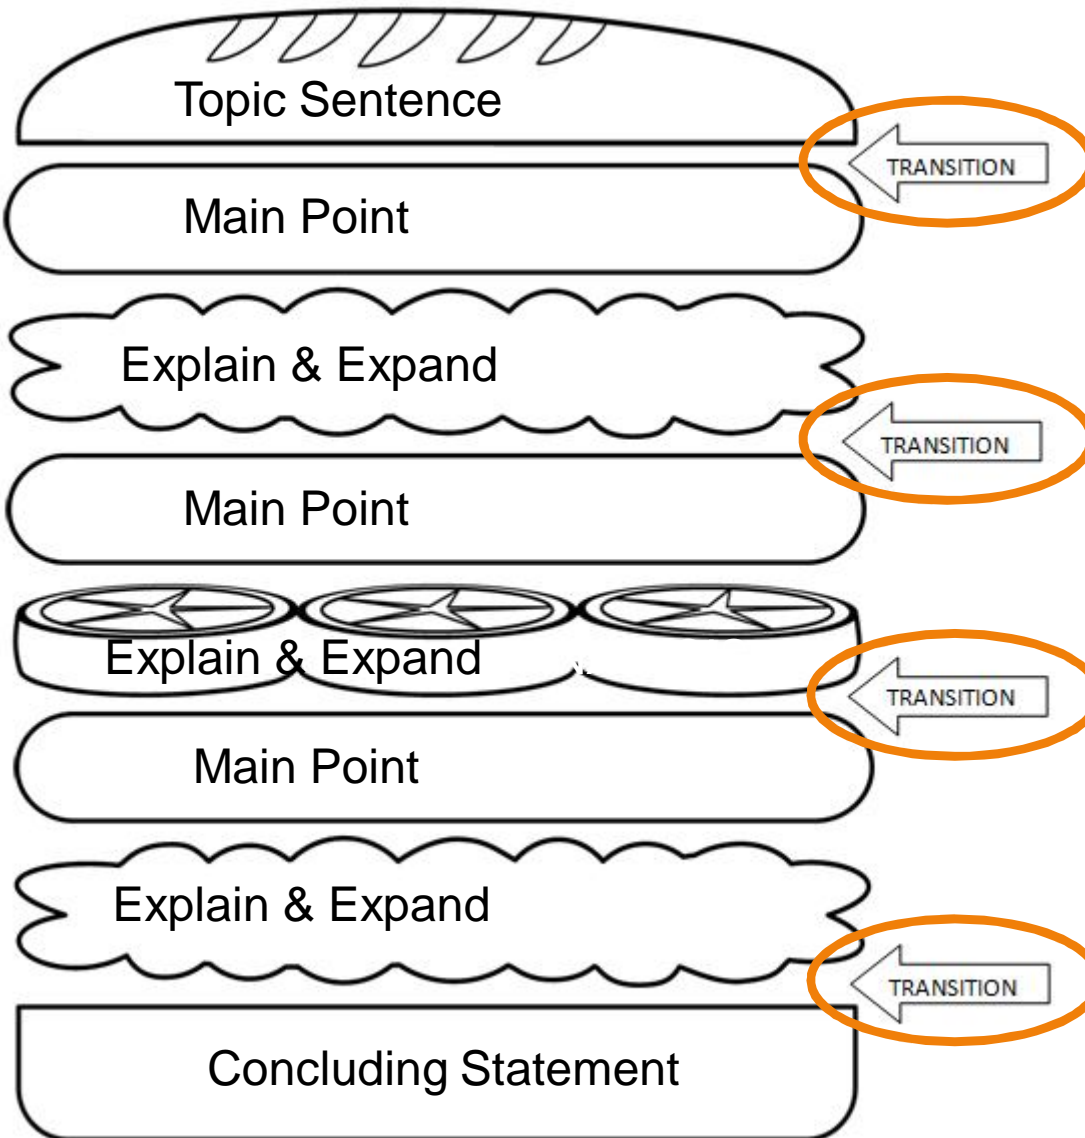 Topic Sentence
TRANSITION
Main Point
Explain & Expand
TRANSITION
Main Point
Explain & Expand
TRANSITION
Main Point
Explain & Expand
TRANSITION
Concluding Statement